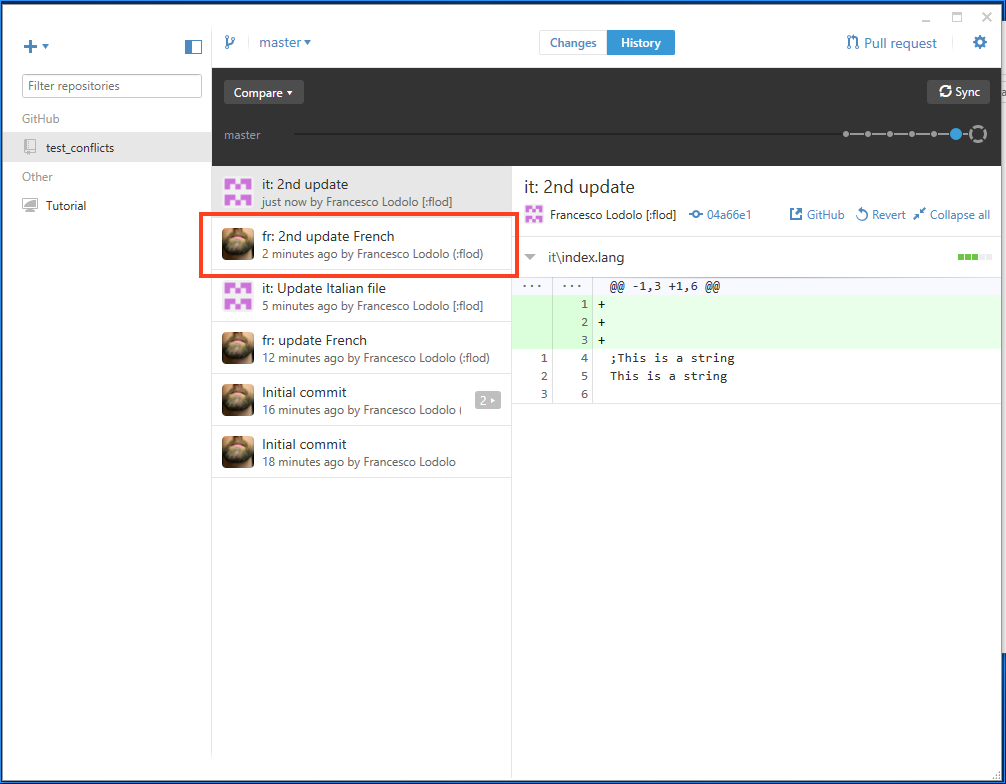 master
Changes
History
Pull request
Filter repositories
GitHub
test_conflicts
Other
Tutorial
Compare
Sync
master
it: 2nd update
just now by Francesco Lodolo [:flod]
fr: 2nd update French
2 minutes ago by Francesco Lodolo (:flod)
it: Update Italian file
5 minutes ago by Francesco Lodolo [:flod]
fr: update French
12 minutes ago by Francesco Lodolo (:flod)
Initial commit
16 minutes ago by Francesco Lodolo (
2
Initial commit
18 minutes ago by Francesco Lodolo
it: 2nd update
Francesco Lodolo [:flod] 04a66e1 GitHub Revert Collapse all
it\index.lang
... ... @@ -1,3 +1,6 @@
1 +
2 +
3 +
1 4 ;This is a string
2 5 This is a string
3 6